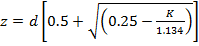 z = d [0.5 + √((0.25 − K/1.134))]